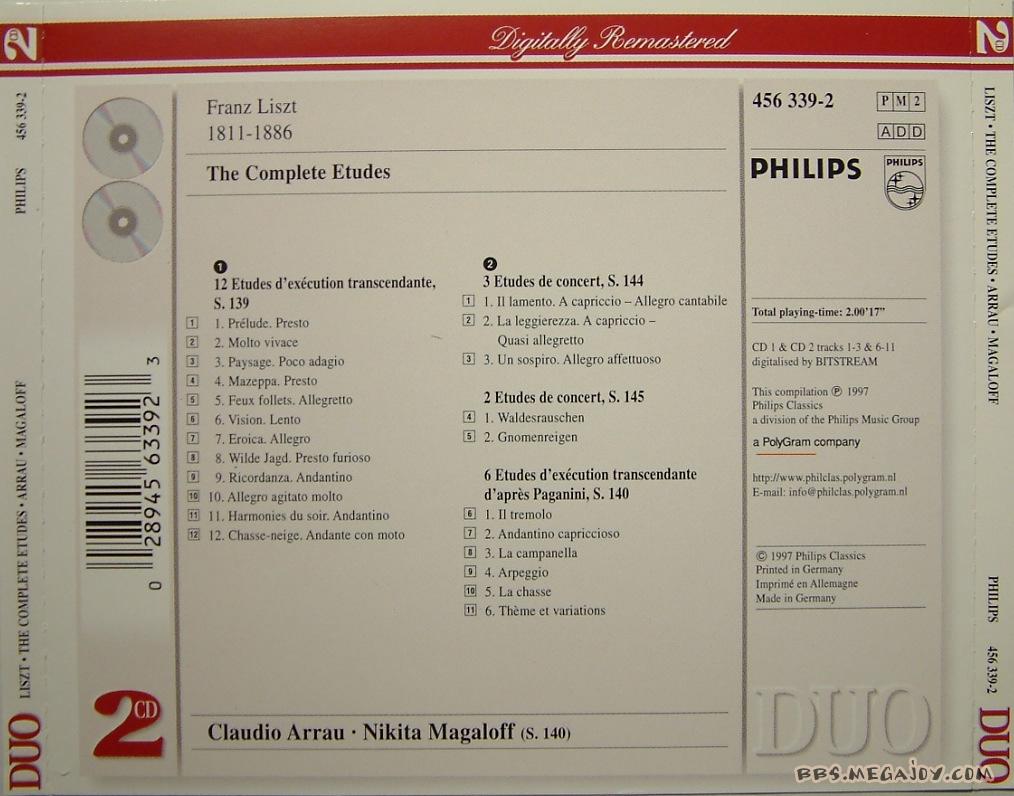 Digitally Remastered
2 CD
PHILIPS 456 339-2
LISZT • THE COMPLETE ETUDES • ARRAU • MAGALOFF
DUO
0 28945 63392 3
2 CD
Franz Liszt
1811-1886
The Complete Etudes
1
12 Etudes d'exécution transcendante,
S. 139
1 1. Prélude. Presto
2 2. Molto vivace
3 3. Paysage. Poco adagio
4 4. Mazeppa. Presto
5 5. Feux follets. Allegretto
6 6. Vision. Lento
7 7. Eroica. Allegro
8 8. Wilde Jagd. Presto furioso
9 9. Ricordanza. Andantino
10 10. Allegro agitato molto
11 11. Harmonies du soir. Andantino
12 12. Chasse-neige. Andante con moto
2
3 Etudes de concert, S. 144
1 1. Il lamento. A capriccio – Allegro cantabile
2 2. La leggierezza. A capriccio –
Quasi allegretto
3 3. Un sospiro. Allegro affettuoso
2 Etudes de concert, S. 145
4 1. Waldesrauschen
5 2. Gnomenreigen
6 Etudes d'exécution transcendante
d'après Paganini, S. 140
6 1. Il tremolo
7 2. Andantino capriccioso
8 3. La campanella
9 4. Arpeggio
10 5. La chasse
11 6. Thème et variations
Claudio Arrau · Nikita Magaloff (S. 140)
456 339-2
PM2
ADD
PHILIPS
PHILIPS
Total playing-time: 2.00'17"
CD 1 & CD 2 tracks 1-3 & 6-11
digitalised by BITSTREAM
This compilation ℗ 1997
Philips Classics
a division of the Philips Music Group
a PolyGram company
http://www.philclas.polygram.nl
E-mail: info@philclas.polygram.nl
© 1997 Philips Classics
Printed in Germany
Imprimé en Allemagne
Made in Germany
DUO
2 CD
LISZT • THE COMPLETE ETUDES • ARRAU • MAGALOFF
PHILIPS 456 339-2
DUO
BBS.MEGAJOY.COM